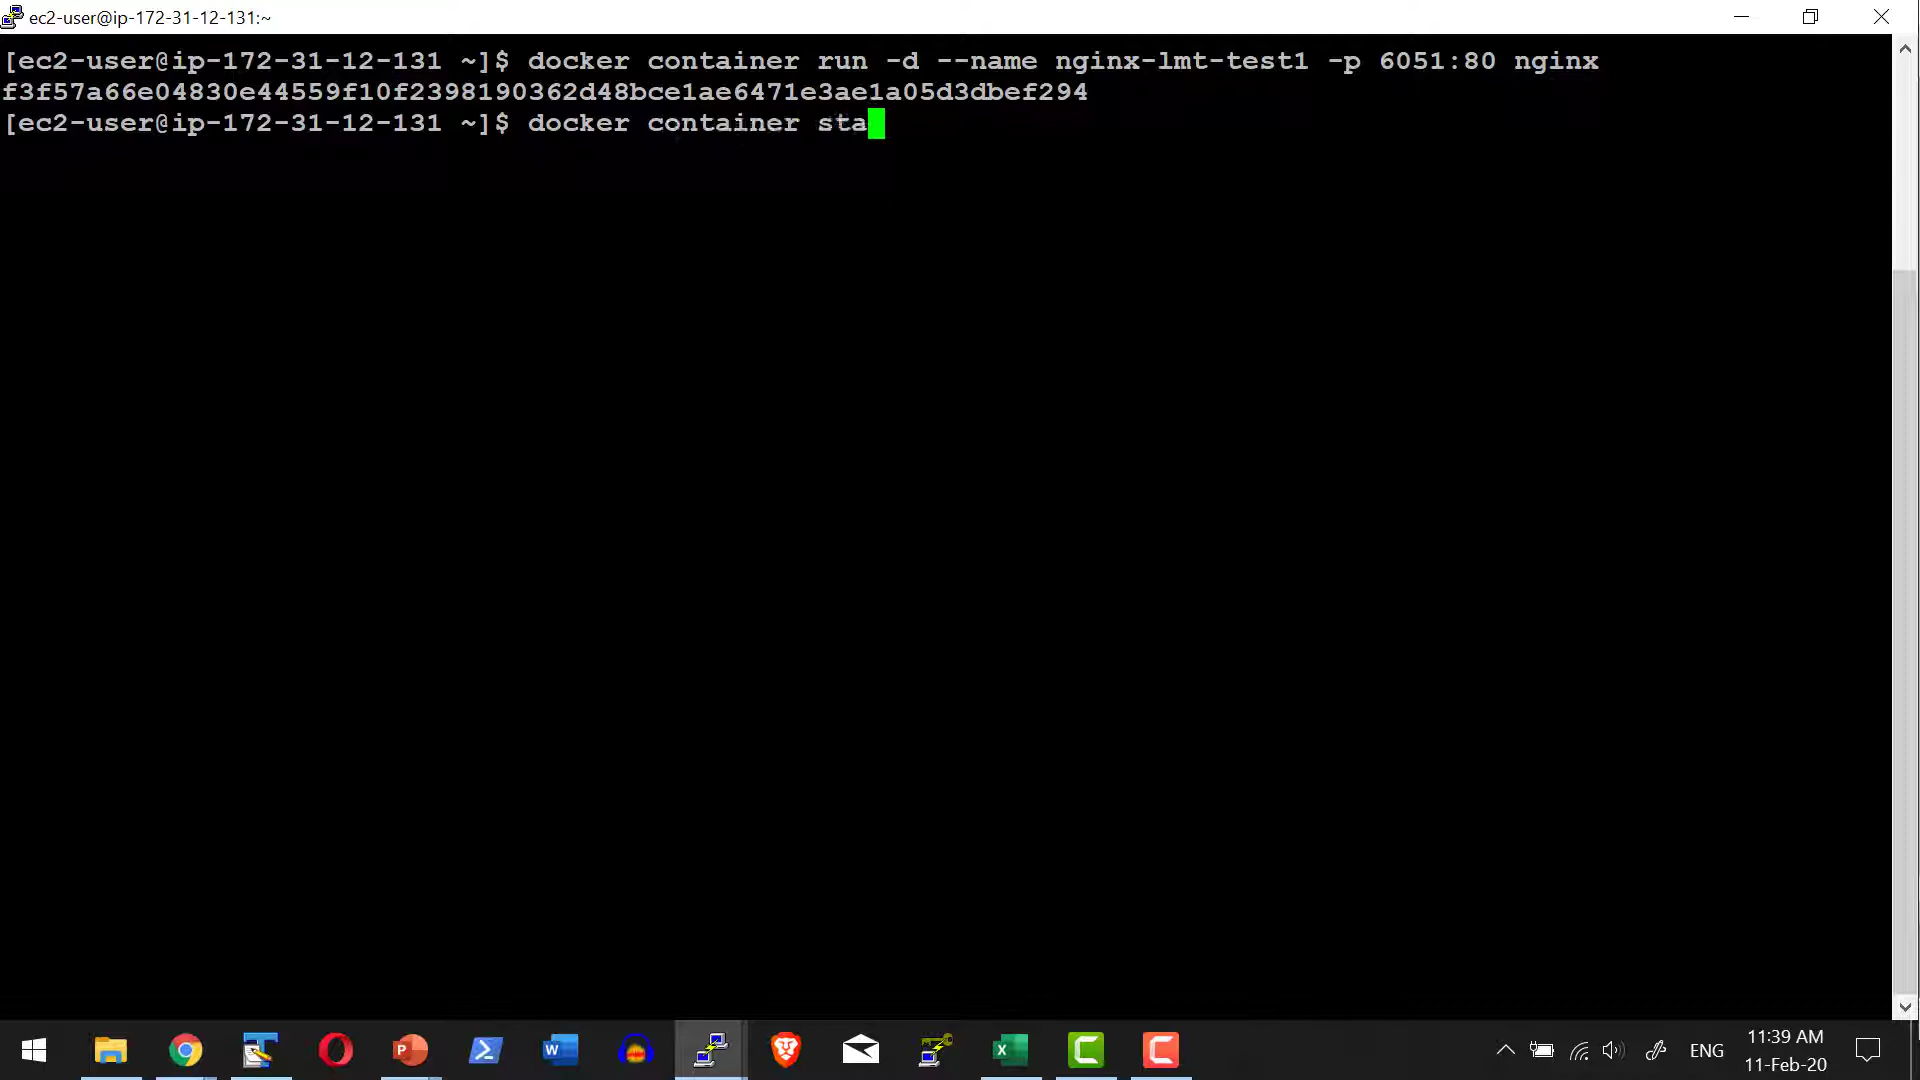 ec2-user@ip-172-31-12-131:~
[ec2-user@ip-172-31-12-131 ~]$ docker container run -d --name nginx-lmt-test1 -p 6051:80 nginx
f3f57a66e04830e44559f10f2398190362d48bce1ae6471e3ae1a05d3dbef294
[ec2-user@ip-172-31-12-131 ~]$ docker container sta
ENG
11:39 AM
11-Feb-20